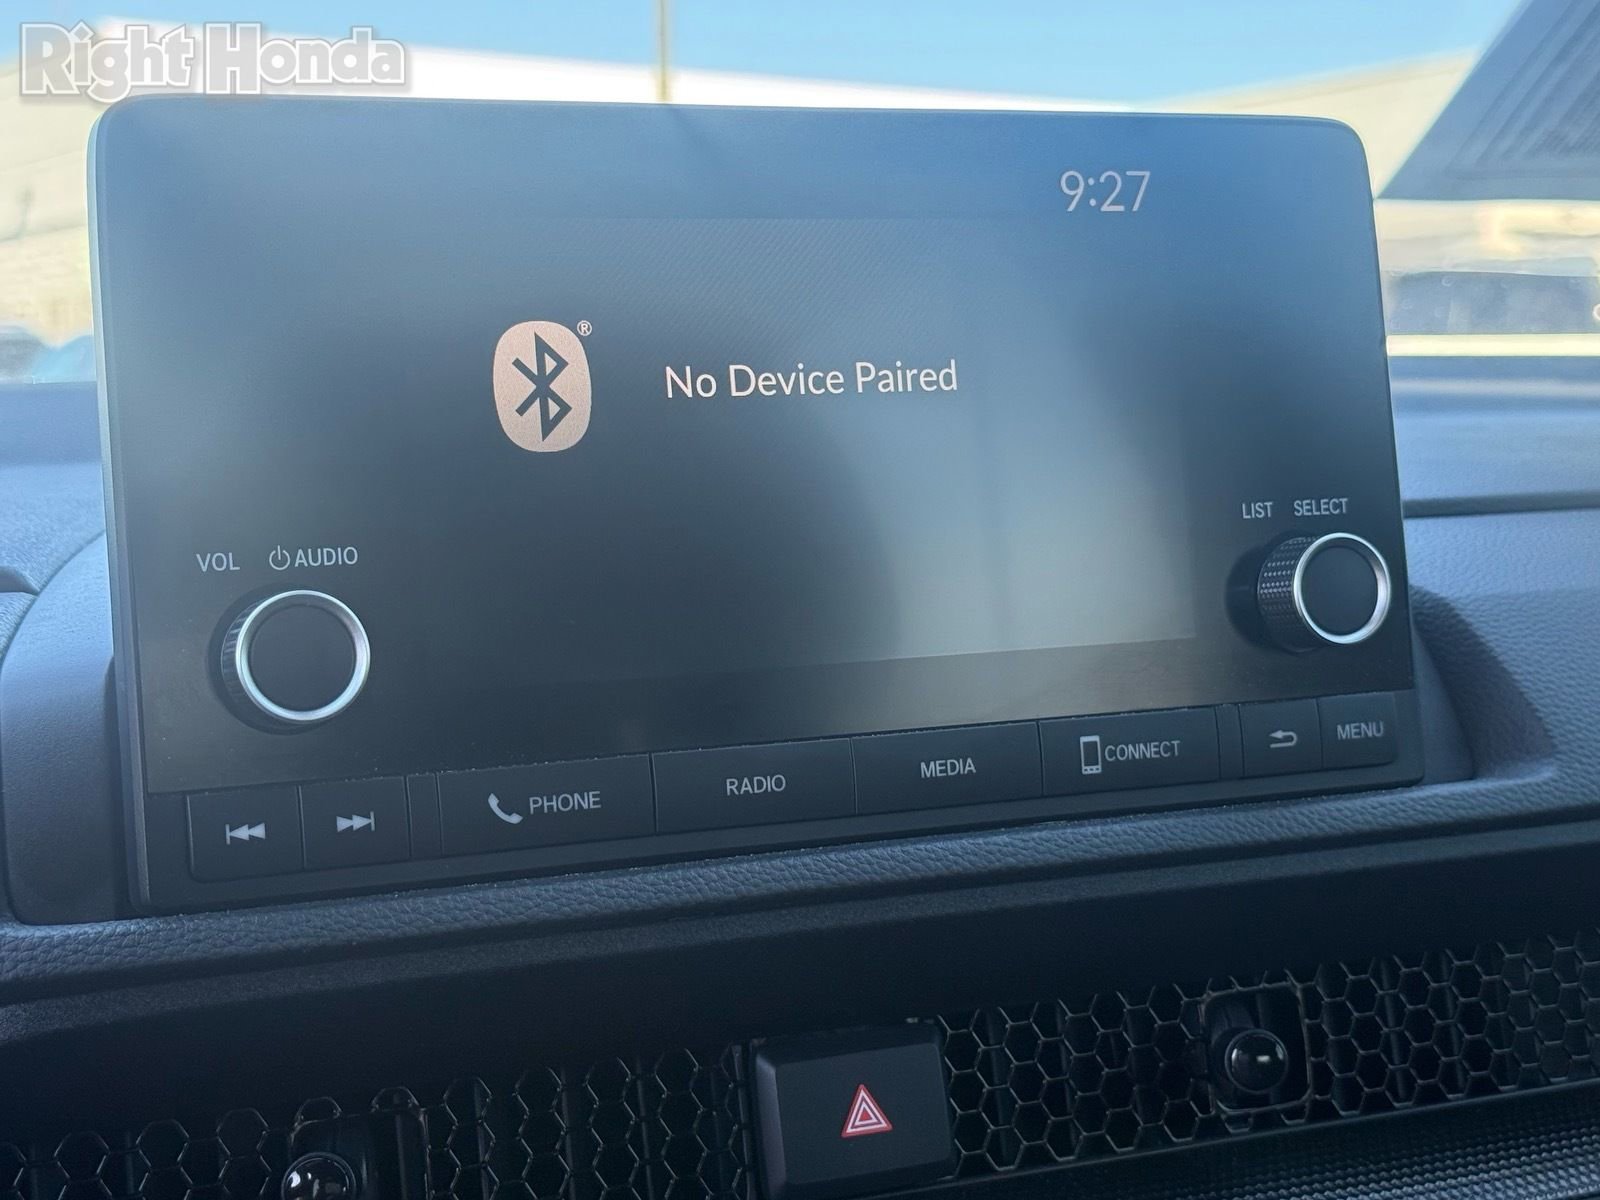 Right Honda
9:27
®
No Device Paired
VOL AUDIO
LIST SELECT
PHONE
RADIO
MEDIA
CONNECT
MENU